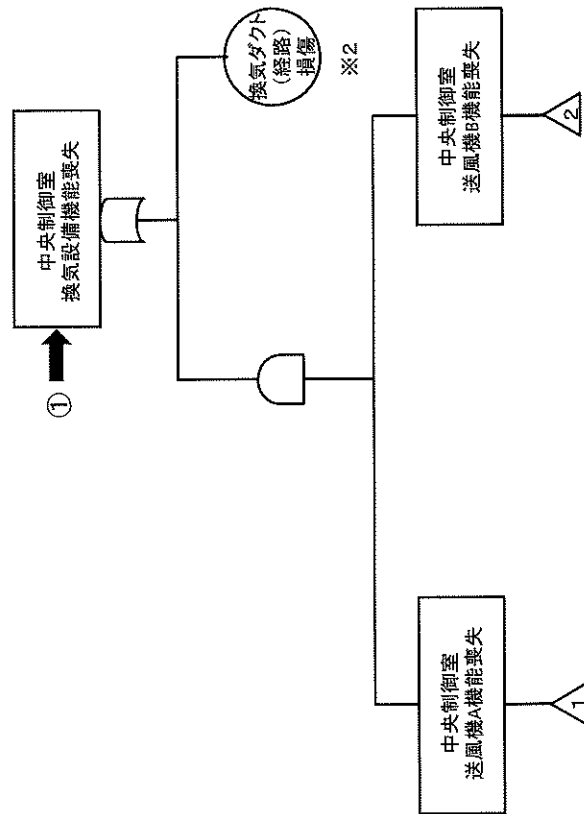 ①
中央制御室
換気設備機能喪失
換気ダクト
(経路)
損傷
※2
中央制御室
送風機A機能喪失
1
中央制御室
送風機B機能喪失
2